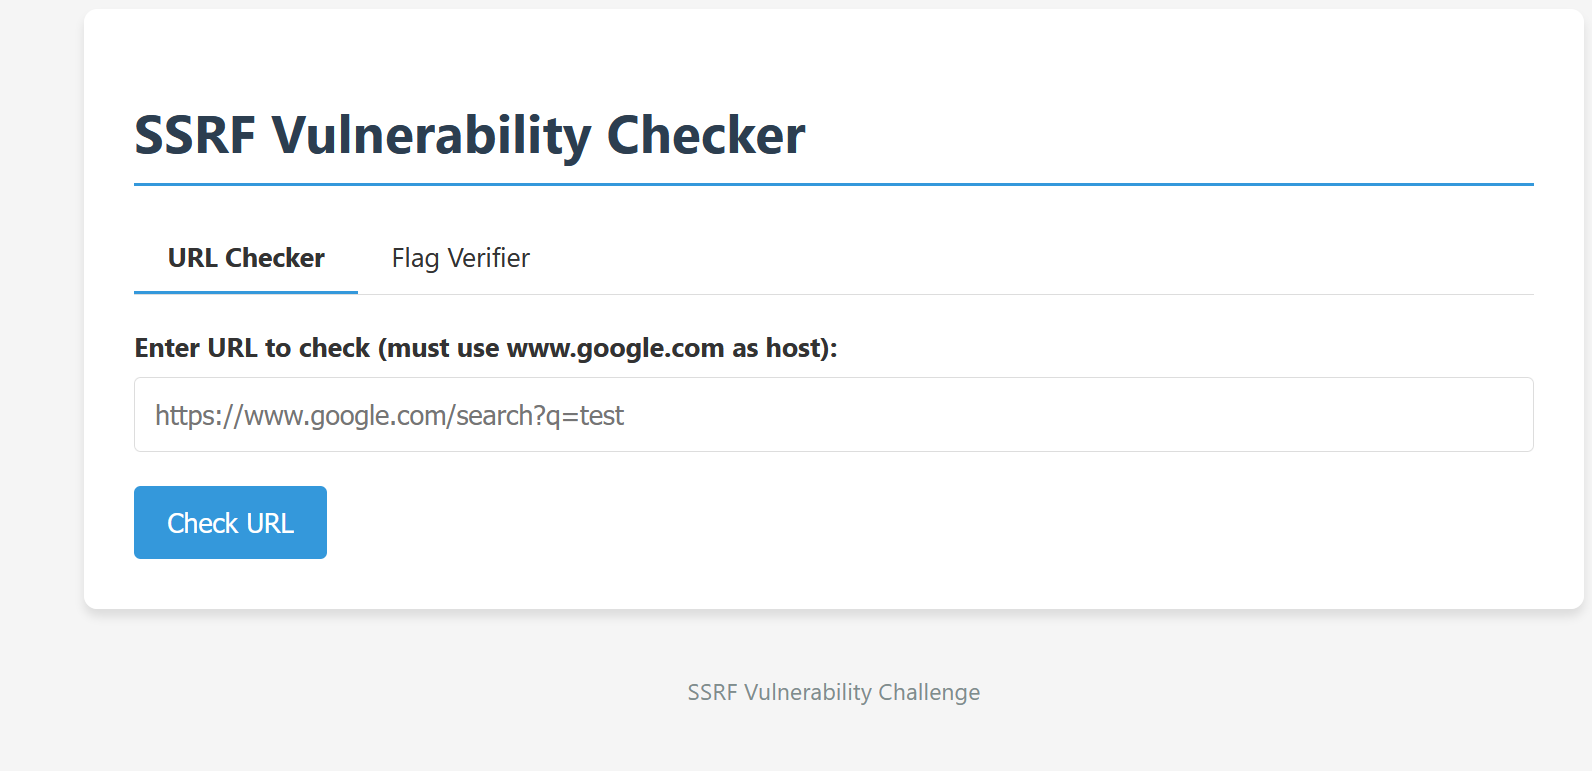 SSRF Vulnerability Checker
URL Checker
Flag Verifier
Enter URL to check (must use www.google.com as host):
https://www.google.com/search?q=test
Check URL
SSRF Vulnerability Challenge